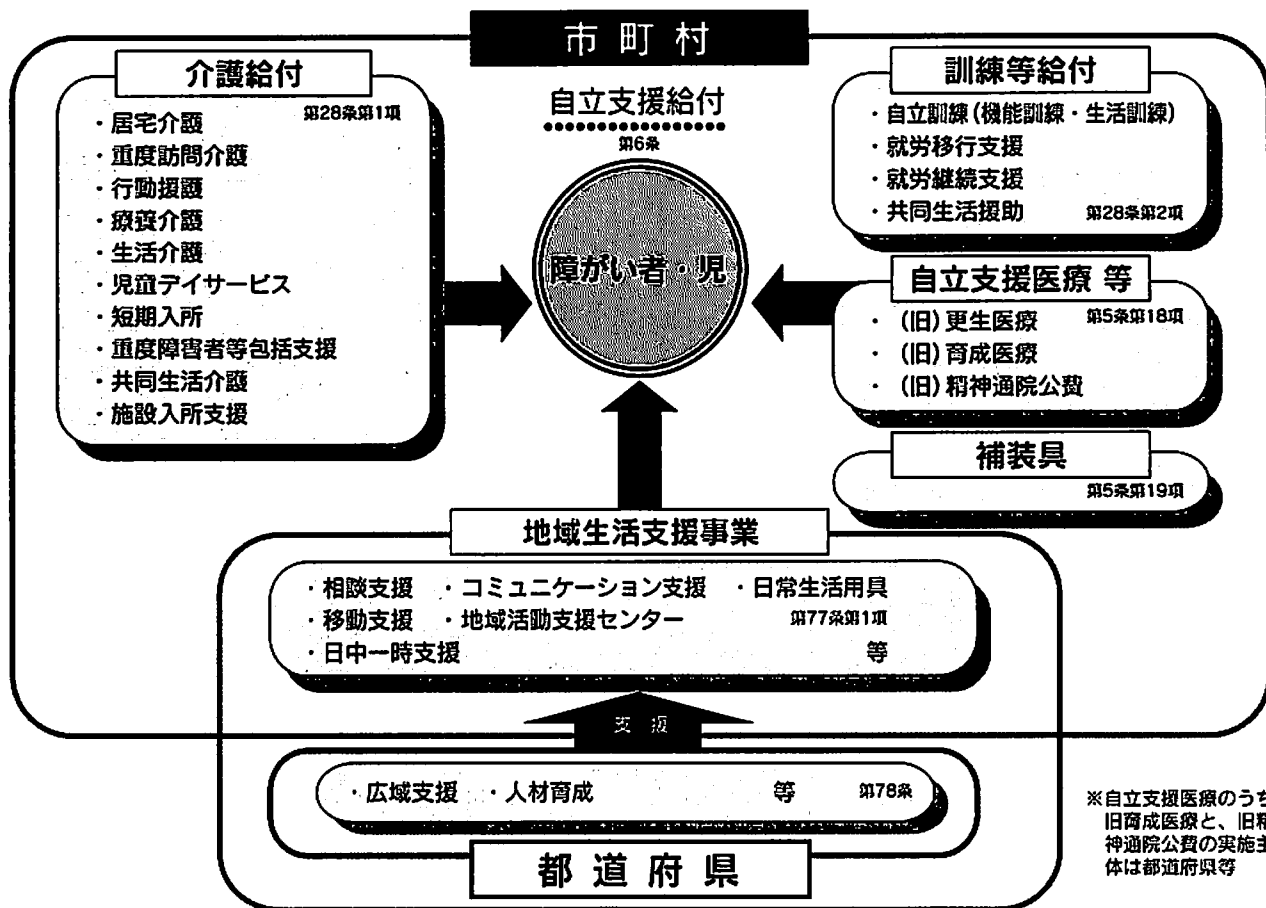 市町村
介護給付
第28条第1項
・居宅介護
・重度訪問介護
・行動援護
・療養介護
・生活介護
・児童デイサービス
・短期入所
・重度障害者等包括支援
・共同生活介護
・施設入所支援
自立支援給付
第6条
障がい者・児
訓練等給付
・自立訓練(機能訓練・生活訓練)
・就労移行支援
・就労継続支援
・共同生活援助 第28条第2項
自立支援医療 等
・(旧)更生医療 第5条第18項
・(旧)育成医療
・(旧)精神通院公費
補装具
第5条第19項
地域生活支援事業
・相談支援 ・コミュニケーション支援 ・日常生活用具
・移動支援 ・地域活動支援センター 第77条第1項
・日中一時支援 等
支援
・広域支援 ・人材育成 等 第78条
都道府県
※自立支援医療のうち
旧育成医療と、旧精
神通院公費の実施主
体は都道府県等